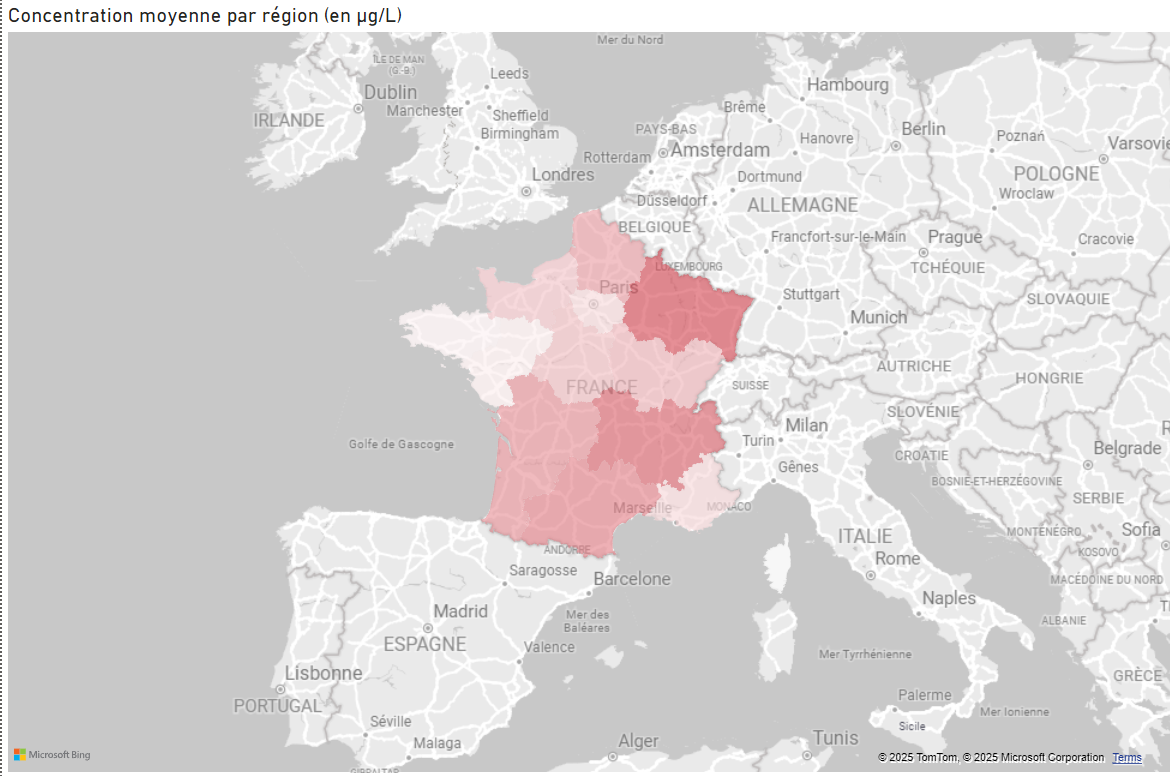 Concentration moyenne par région (en µg/L)
Mer du Nord
ÎLE DE MAN
(G.-B.)
Leeds
Hambourg
Dublin
Manchester
Brême
Sheffield
IRLANDE
PAYS-BAS
Berlin
Birmingham
Hanovre
Poznań
Varsovie
Rotterdam
Amsterdam
Londres
Dortmund
POLOGNE
Wroclaw
Düsseldorf
ALLEMAGNE
BELGIQUE
Francfort-sur-le-Main
Prague
Cracovie
LUXEMBOURG
TCHÉQUIE
Paris
Stuttgart
SLOVAQUIE
Munich
AUTRICHE
FRANCE
SUISSE
HONGRIE
SLOVÉNIE
Milan
Golfe de Gascogne
Turin
CROATIE
Belgrade
Gênes
BOSNIE-ET-HERZÉGOVINE
SERBIE
Marseille
MONACO
MONTÉNÉGRO
Sofia
ITALIE
ANDORRE
KOSOVO
Rome
Saragosse
Barcelone
MACÉDOINE DU NORD
Madrid
Naples
Mer des
Baléares
ALBANIE
ESPAGNE
Valence
Mer Tyrrhénienne
Lisbonne
GRÈCE
PORTUGAL
Palerme
Mer Ionienne
Séville
Sicile
Malaga
Alger
Tunis
Microsoft Bing
© 2025 TomTom, © 2025 Microsoft Corporation Terms
GIBRALTAR